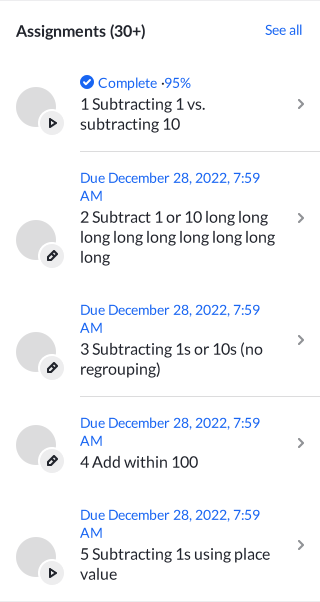 Assignments (30+)
See all
Complete ·95%
1 Subtracting 1 vs.
subtracting 10
Due December 28, 2022, 7:59
AM
2 Subtract 1 or 10 long long
long long long long long long
long
Due December 28, 2022, 7:59
AM
3 Subtracting 1s or 10s (no
regrouping)
Due December 28, 2022, 7:59
AM
4 Add within 100
Due December 28, 2022, 7:59
AM
5 Subtracting 1s using place
value